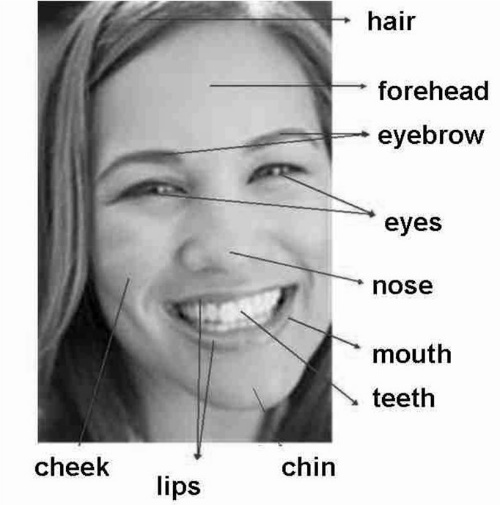 hair
forehead
eyebrow
eyes
nose
mouth
teeth
cheek
lips
chin